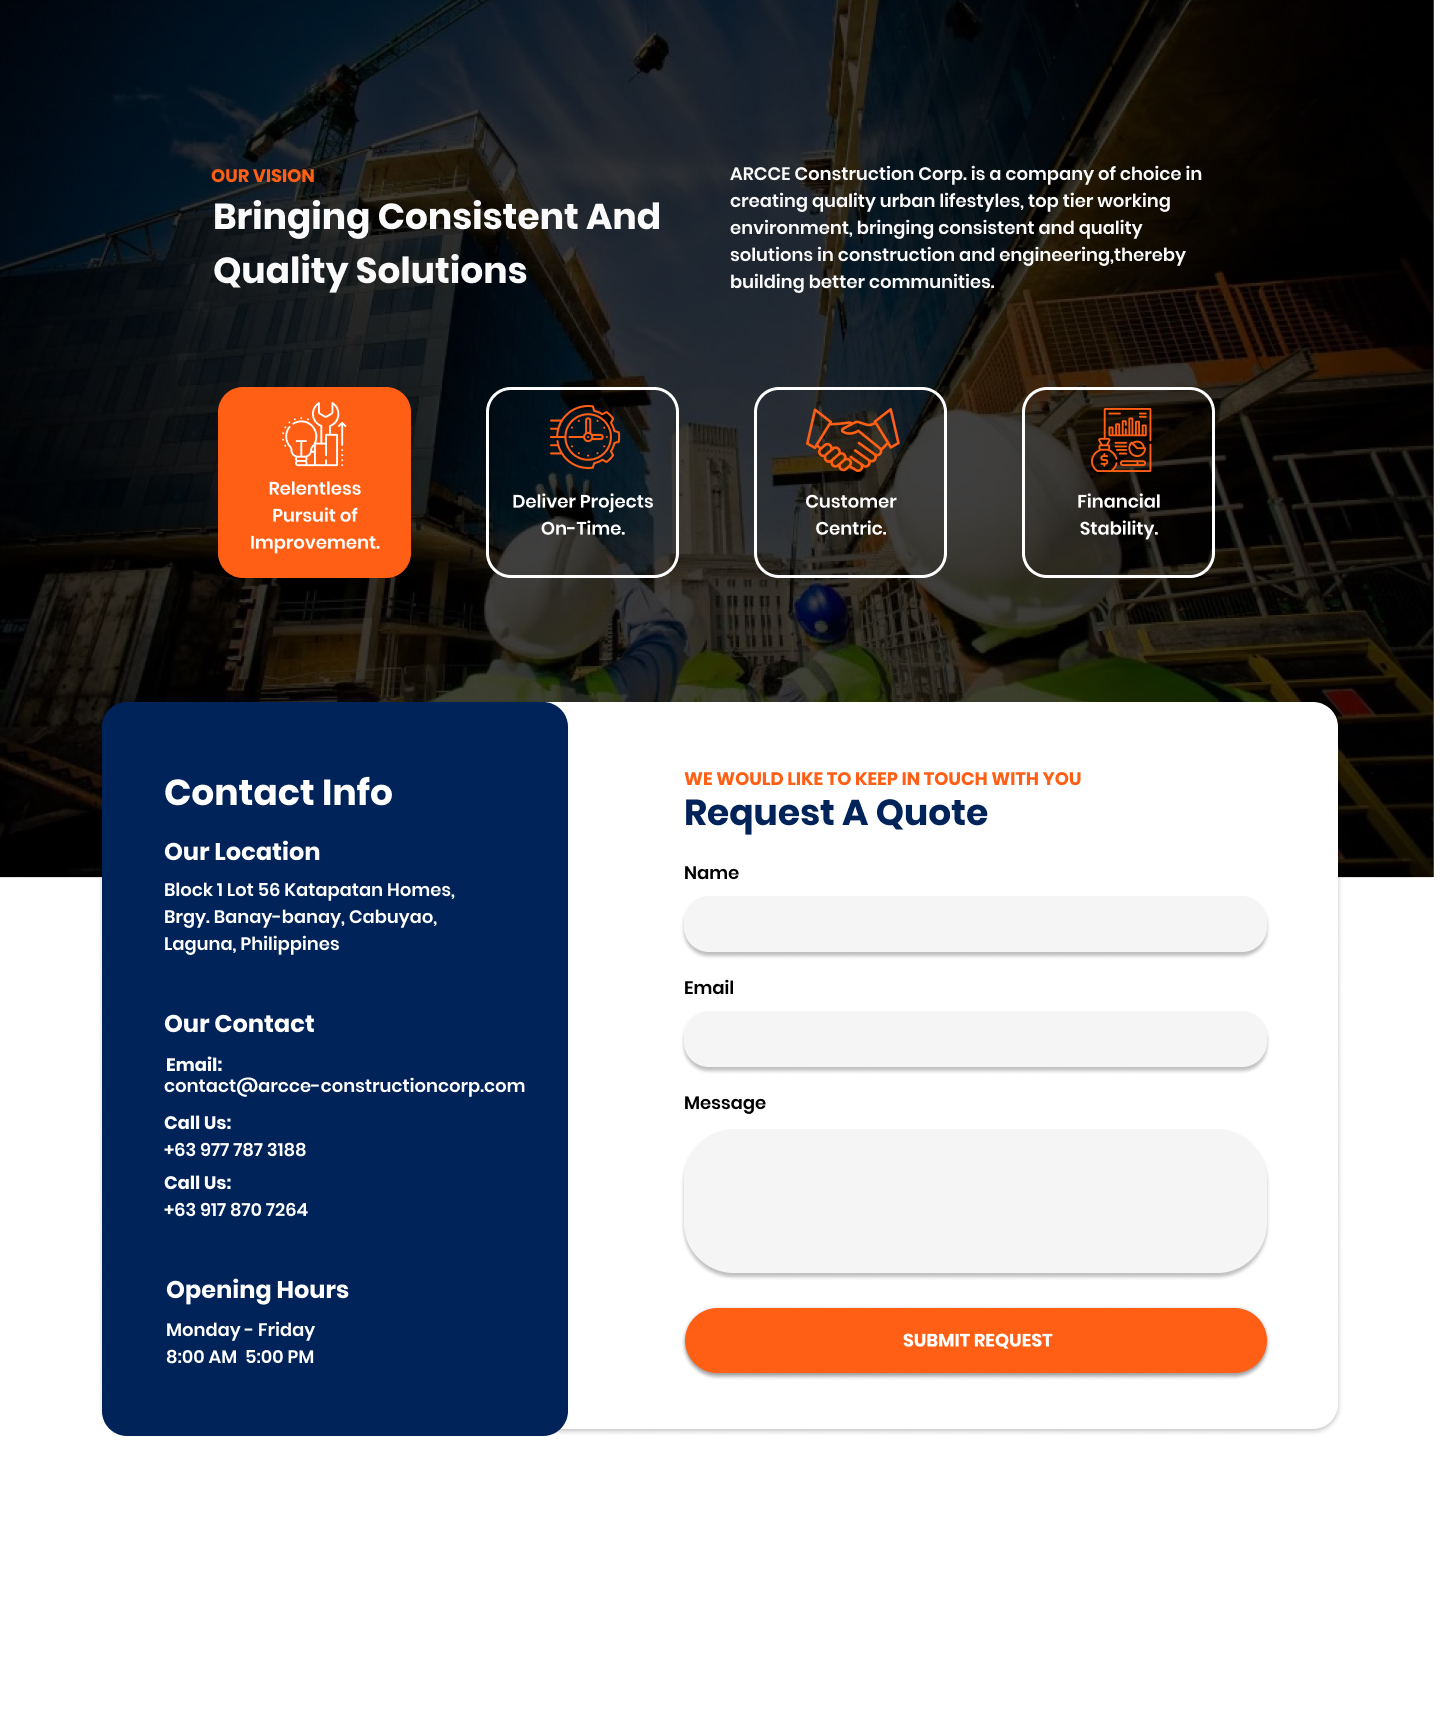 OUR VISION
Bringing Consistent And
Quality Solutions
ARCCE Construction Corp. is a company of choice in
creating quality urban lifestyles, top tier working
environment, bringing consistent and quality
solutions in construction and engineering,thereby
building better communities.
Relentless
Pursuit of
Improvement.
Deliver Projects
On-Time.
Customer
Centric.
$
Financial
Stability.
Contact Info
Our Location
Block 1 Lot 56 Katapatan Homes,
Brgy. Banay-banay, Cabuyao,
Laguna, Philippines
Our Contact
Email:
contact@arcce-constructioncorp.com
Call Us:
+63 977 787 3188
Call Us:
+63 917 870 7264
Opening Hours
Monday - Friday
8:00 AM  5:00 PM
WE WOULD LIKE TO KEEP IN TOUCH WITH YOU
Request A Quote
Name
Email
Message
SUBMIT REQUEST